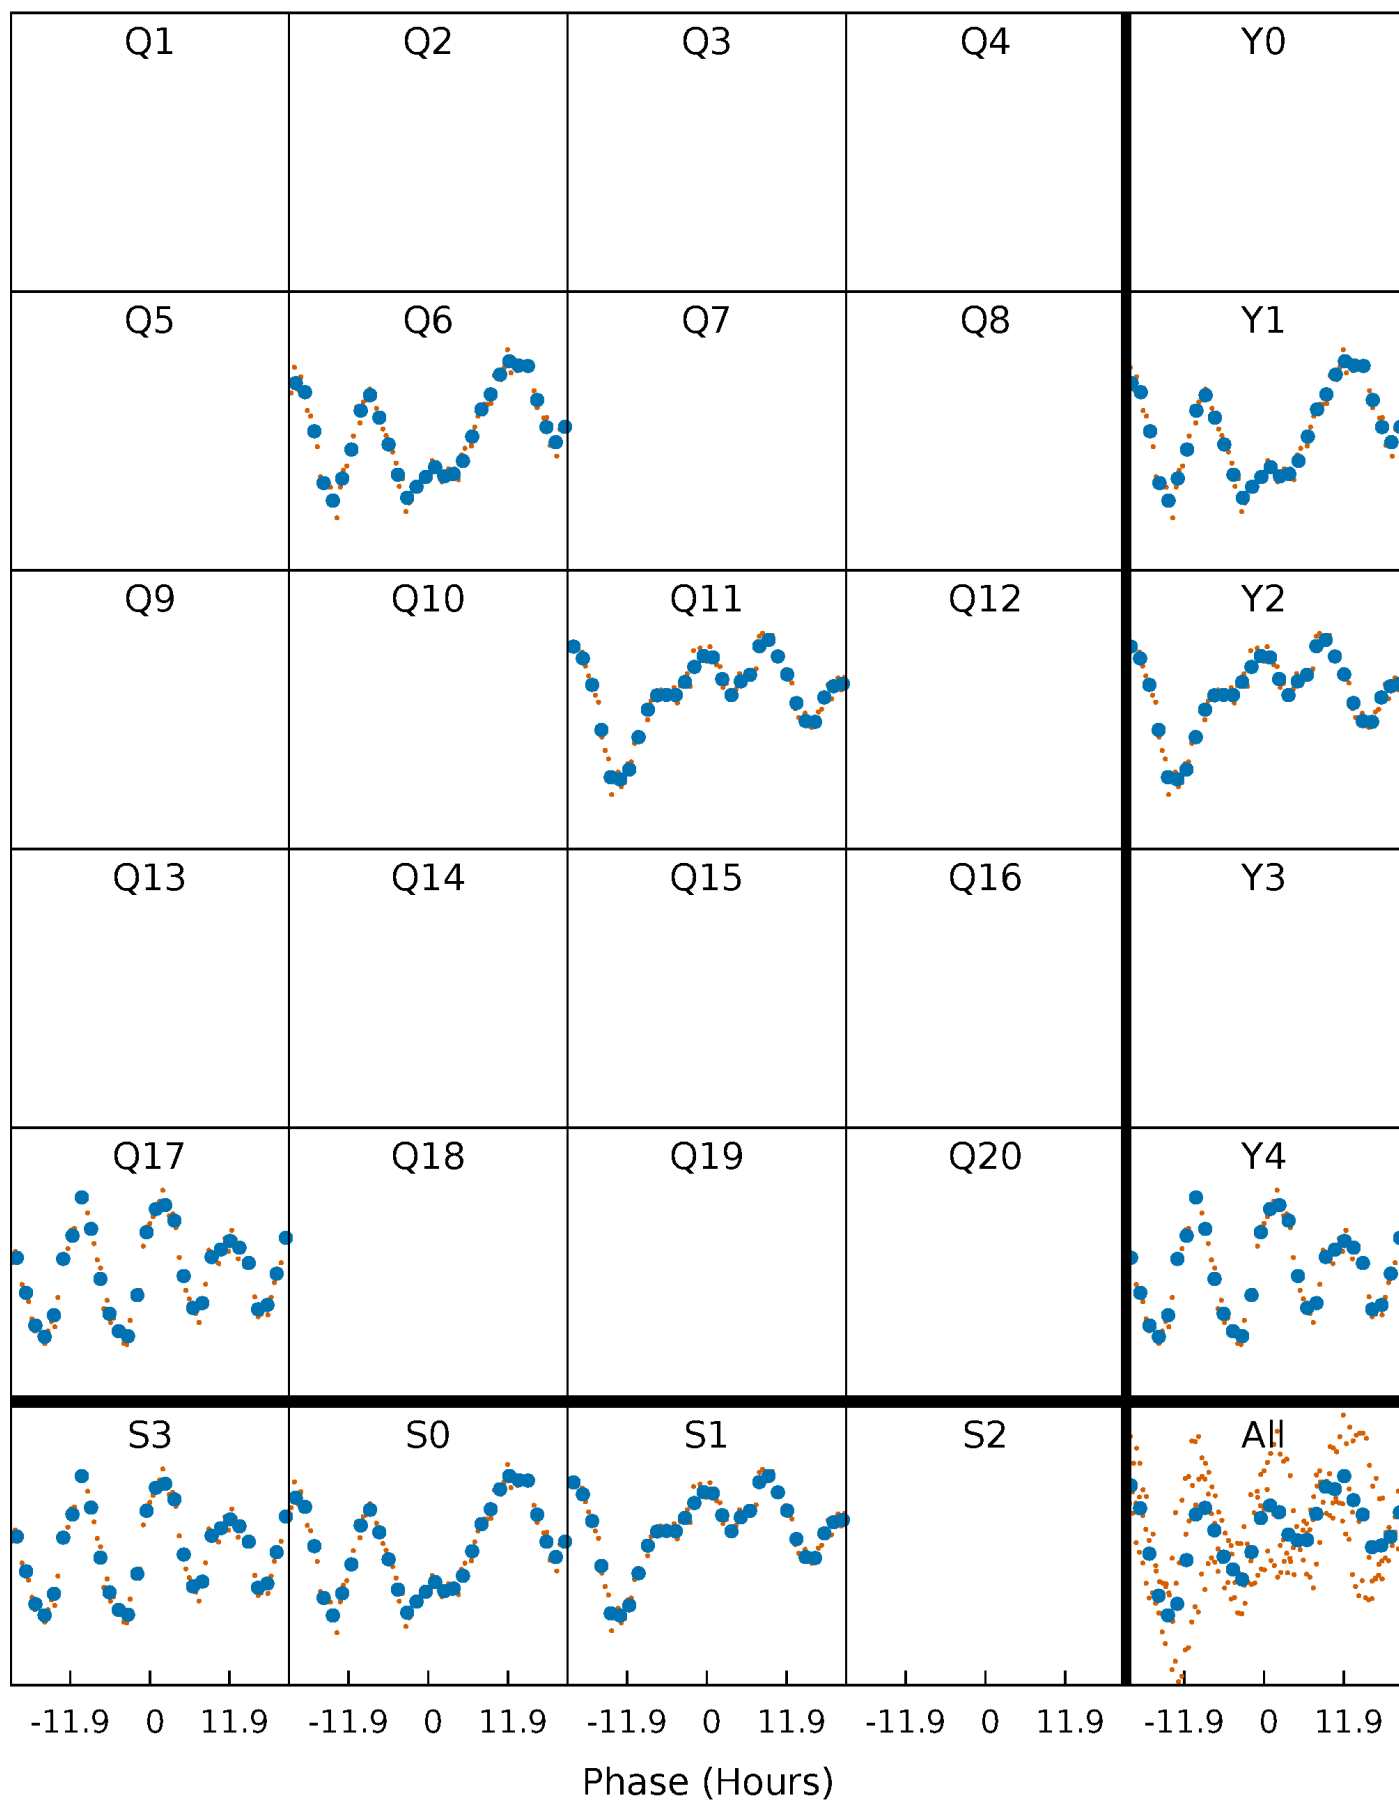 Q1 Q2 Q3 Q4 Y0
Q5 Q6 Q7 Q8 Y1
Q9 Q10 Q11 Q12 Y2
Q13 Q14 Q15 Q16 Y3
Q17 Q18 Q19 Q20 Y4
S3 S0 S1 S2 All
-11.9 0 11.9 -11.9 0 11.9 -11.9 0 11.9 -11.9 0 11.9 -11.9 0 11.9
Phase (Hours)